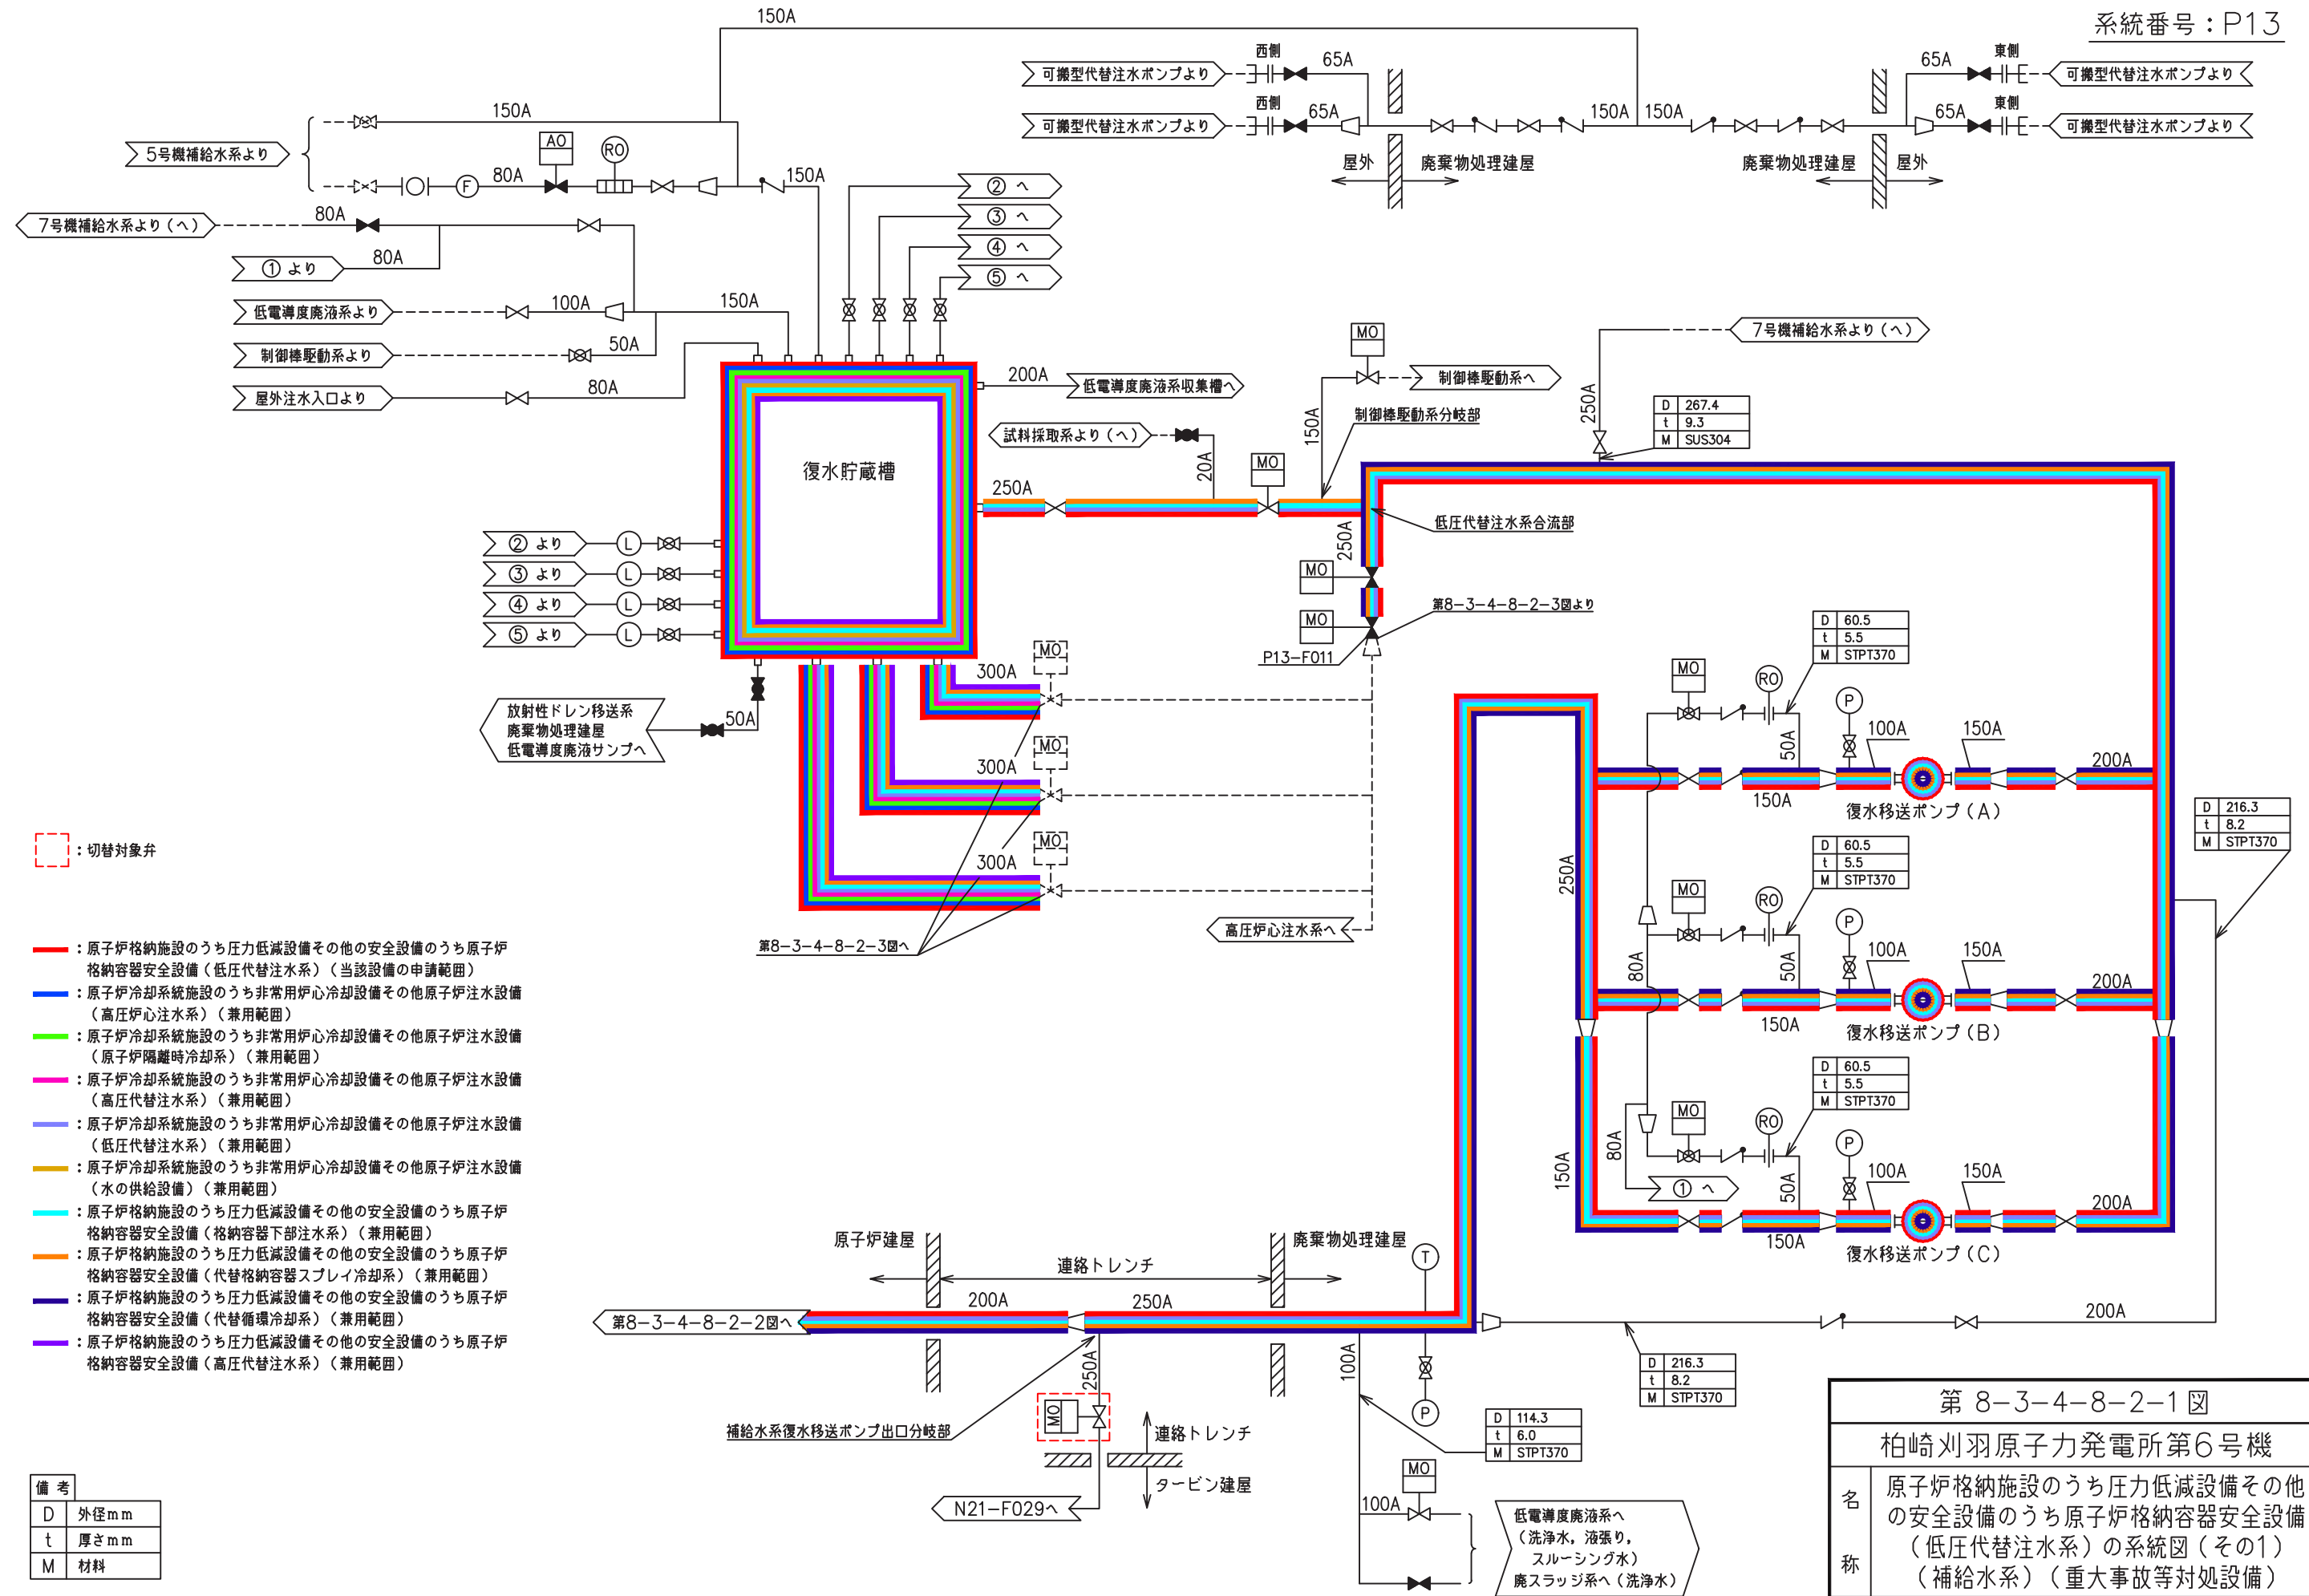 系統番号:P13
150A
可搬型代替注水ポンプより
西側
65A
可搬型代替注水ポンプより
西側
65A
150A
150A
65A
東側
可搬型代替注水ポンプより
65A
東側
可搬型代替注水ポンプより
屋外
廃棄物処理建屋
廃棄物処理建屋
屋外
5号機補給水系より
150A
AO
RO
F
80A
150A
7号機補給水系より(へ)
80A
①より
80A
低電導度廃液系より
100A
150A
制御棒駆動系より
50A
屋外注水入口より
80A
②へ
③へ
④へ
⑤へ
復水貯蔵槽
200A
低電導度廃液系収集槽へ
試料採取系より(へ)
20A
250A
MO
MO
150A
制御棒駆動系へ
制御棒駆動系分岐部
7号機補給水系より(へ)
250A
D 267.4
t 9.3
M SUS304
低圧代替注水系合流部
250A
MO
MO
第8-3-4-8-2-3図より
P13-F011
②より
L
③より
L
④より
L
⑤より
L
放射性ドレン移送系
廃棄物処理建屋
低電導度廃液サンプへ
50A
300A
MO
300A
MO
300A
MO
第8-3-4-8-2-3図へ
高圧炉心注水系へ
D 60.5
t 5.5
M STPT370
MO
RO
P
50A
100A
150A
200A
150A
復水移送ポンプ(A)
D 216.3
t 8.2
M STPT370
250A
D 60.5
t 5.5
M STPT370
MO
RO
P
80A
50A
100A
150A
200A
150A
復水移送ポンプ(B)
D 60.5
t 5.5
M STPT370
MO
RO
P
150A
80A
①へ
50A
100A
150A
200A
150A
復水移送ポンプ(C)
:切替対象弁
:原子炉格納施設のうち圧力低減設備その他の安全設備のうち原子炉
格納容器安全設備(低圧代替注水系)(当該設備の申請範囲)
:原子炉冷却系統施設のうち非常用炉心冷却設備その他原子炉注水設備
(高圧炉心注水系)(兼用範囲)
:原子炉冷却系統施設のうち非常用炉心冷却設備その他原子炉注水設備
(原子炉隔離時冷却系)(兼用範囲)
:原子炉冷却系統施設のうち非常用炉心冷却設備その他原子炉注水設備
(高圧代替注水系)(兼用範囲)
:原子炉冷却系統施設のうち非常用炉心冷却設備その他原子炉注水設備
(低圧代替注水系)(兼用範囲)
:原子炉冷却系統施設のうち非常用炉心冷却設備その他原子炉注水設備
(水の供給設備)(兼用範囲)
:原子炉格納施設のうち圧力低減設備その他の安全設備のうち原子炉
格納容器安全設備(格納容器下部注水系)(兼用範囲)
:原子炉格納施設のうち圧力低減設備その他の安全設備のうち原子炉
格納容器安全設備(代替格納容器スプレイ冷却系)(兼用範囲)
:原子炉格納施設のうち圧力低減設備その他の安全設備のうち原子炉
格納容器安全設備(代替循環冷却系)(兼用範囲)
:原子炉格納施設のうち圧力低減設備その他の安全設備のうち原子炉
格納容器安全設備(高圧代替注水系)(兼用範囲)
原子炉建屋
連絡トレンチ
廃棄物処理建屋
T
第8-3-4-8-2-2図へ
200A
250A
200A
補給水系復水移送ポンプ出口分岐部
250A
MO
連絡トレンチ
タービン建屋
N21-F029へ
100A
P
D 114.3
t 6.0
M STPT370
D 216.3
t 8.2
M STPT370
MO
100A
低電導度廃液系へ
(洗浄水,液張り,
スルーシング水)
廃スラッジ系へ(洗浄水)
備考
D 外径mm
t 厚さmm
M 材料
第 8-3-4-8-2-1 図
柏崎刈羽原子力発電所第6号機
名称
原子炉格納施設のうち圧力低減設備その他
の安全設備のうち原子炉格納容器安全設備
(低圧代替注水系)の系統図(その1)
(補給水系)(重大事故等対処設備)